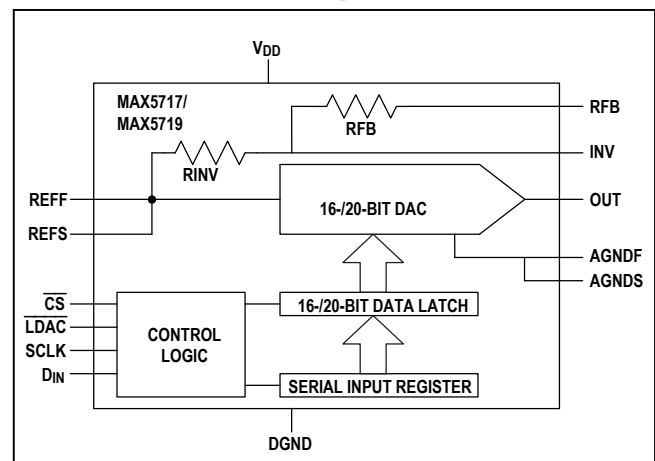 VDD
MAX5717/
MAX5719
RFB
RFB
INV
RINV
REFF
REFS
16-/20-BIT DAC
OUT
AGNDF
AGNDS
CS
LDAC
SCLK
DIN
CONTROL
LOGIC
16-/20-BIT DATA LATCH
SERIAL INPUT REGISTER
DGND